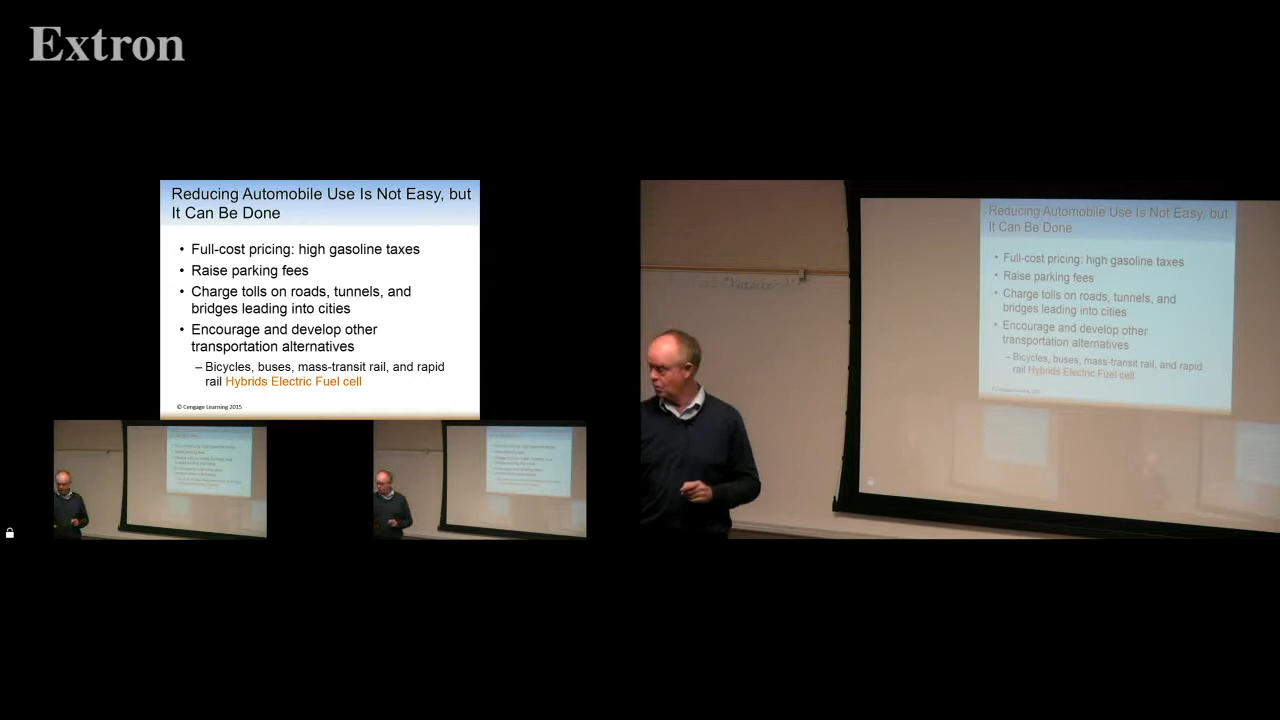 Extron
Reducing Automobile Use Is Not Easy, but
It Can Be Done
• Full-cost pricing: high gasoline taxes
• Raise parking fees
• Charge tolls on roads, tunnels, and
bridges leading into cities
• Encourage and develop other
transportation alternatives
– Bicycles, buses, mass-transit rail, and rapid
rail Hybrids Electric Fuel cell
© Cengage Learning 2015
Reducing Automobile Use Is Not Easy, but
It Can Be Done
• Full-cost pricing: high gasoline taxes
• Raise parking fees
• Charge tolls on roads, tunnels, and
bridges leading into cities
• Encourage and develop other
transportation alternatives
– Bicycles, buses, mass-transit rail, and rapid
rail Hybrids Electric Fuel cell